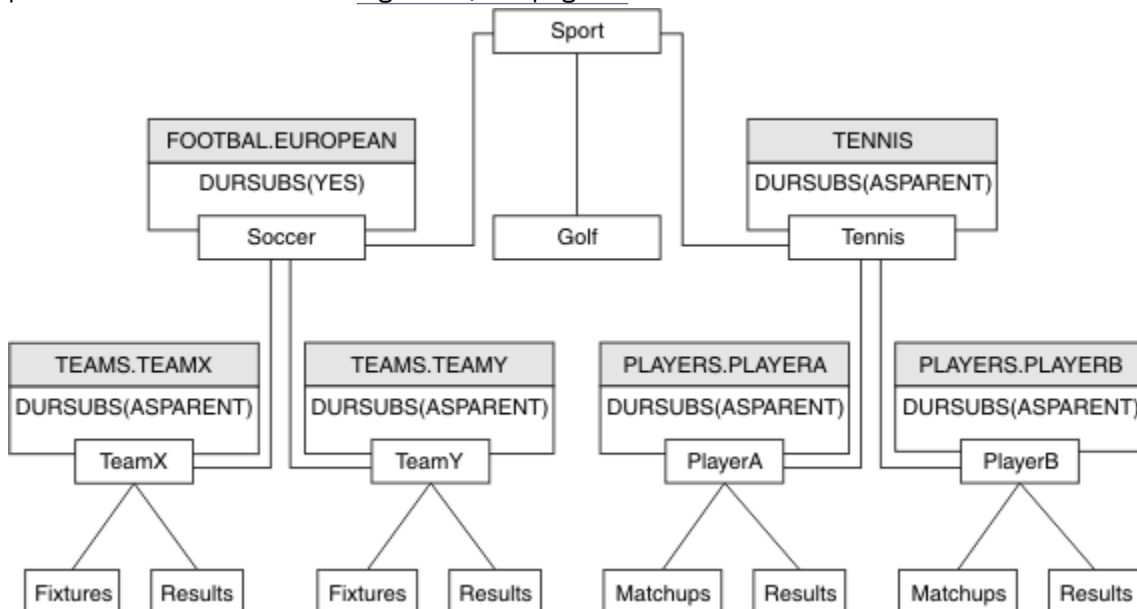 Sport
FOOTBAL.EUROPEAN
TENNIS
DURSUBS(YES)
DURSUBS(ASPARENT)
Soccer
Golf
Tennis
TEAMS.TEAMX
TEAMS.TEAMY
PLAYERS.PLAYERA
PLAYERS.PLAYERB
DURSUBS(ASPARENT)
DURSUBS(ASPARENT)
DURSUBS(ASPARENT)
DURSUBS(ASPARENT)
TeamX
TeamY
PlayerA
PlayerB
Fixtures
Results
Fixtures
Results
Matchups
Results
Matchups
Results